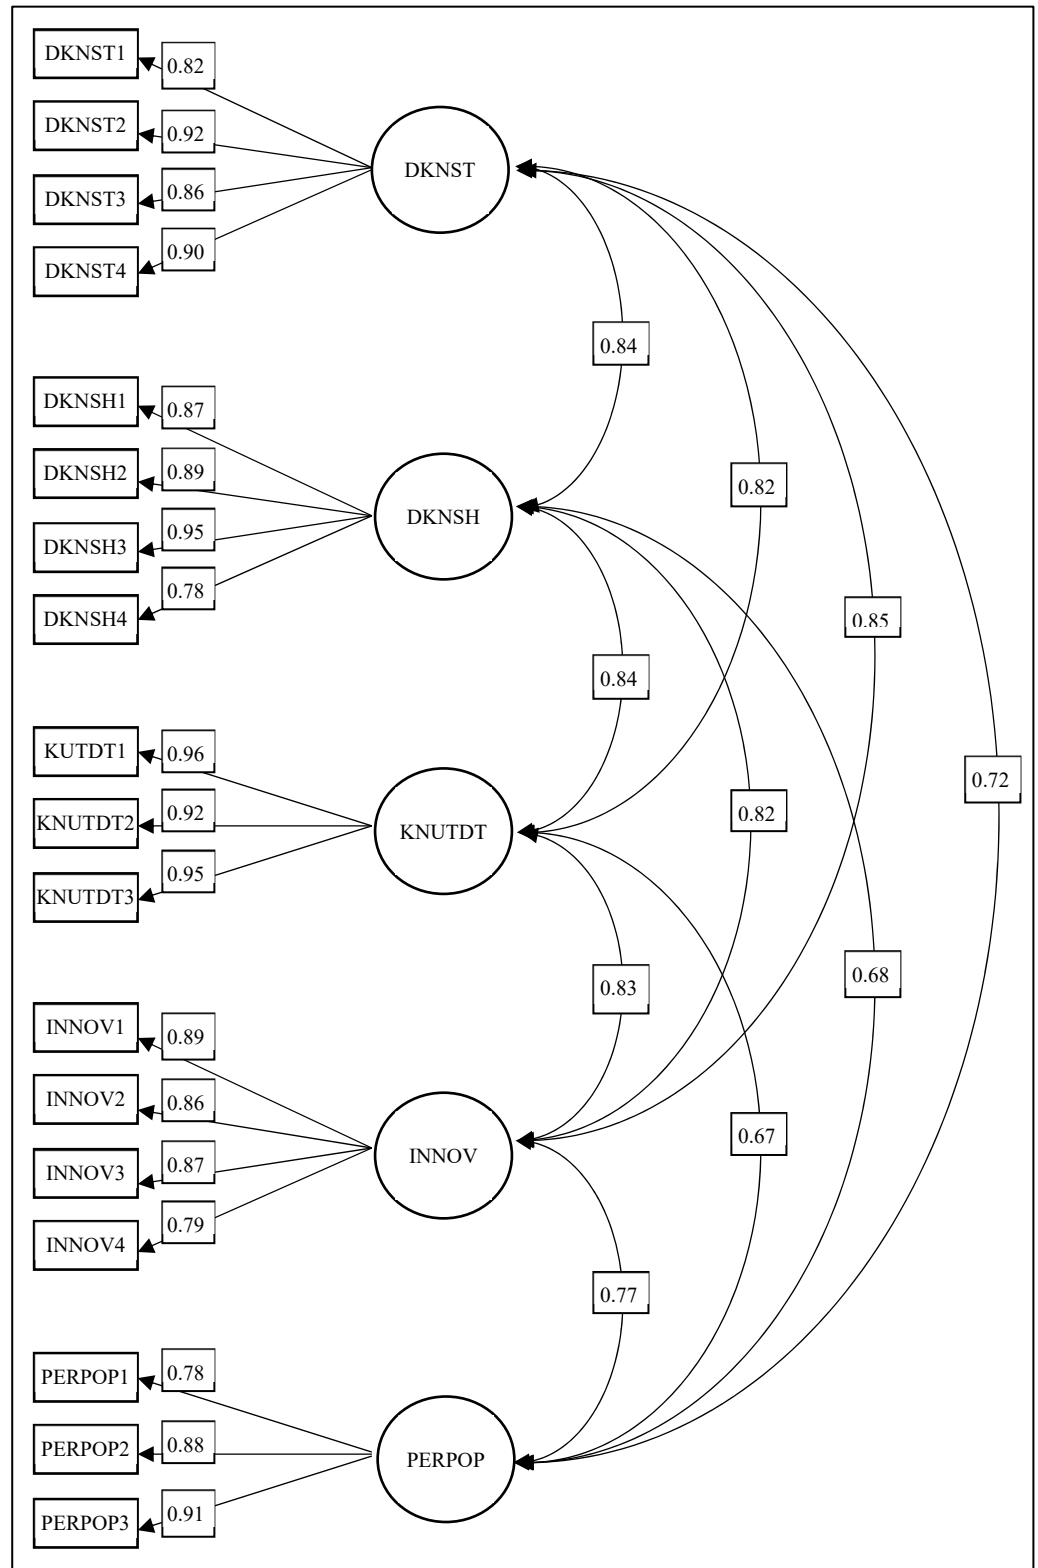 DKNST1
0.82
DKNST2
0.92
DKNST
DKNST3
0.86
DKNST4
0.90
0.84
DKNSH1
0.87
DKNSH2
0.89
0.82
DKNSH
DKNSH3
0.95
DKNSH4
0.78
0.85
0.84
KUTDT1
0.96
0.72
KNUTDT2
0.92
0.82
KNUTDT
KNUTDT3
0.95
0.68
0.83
INNOV1
0.89
INNOV2
0.86
0.67
INNOV
INNOV3
0.87
INNOV4
0.79
0.77
PERPOP1
0.78
PERPOP2
0.88
PERPOP
PERPOP3
0.91